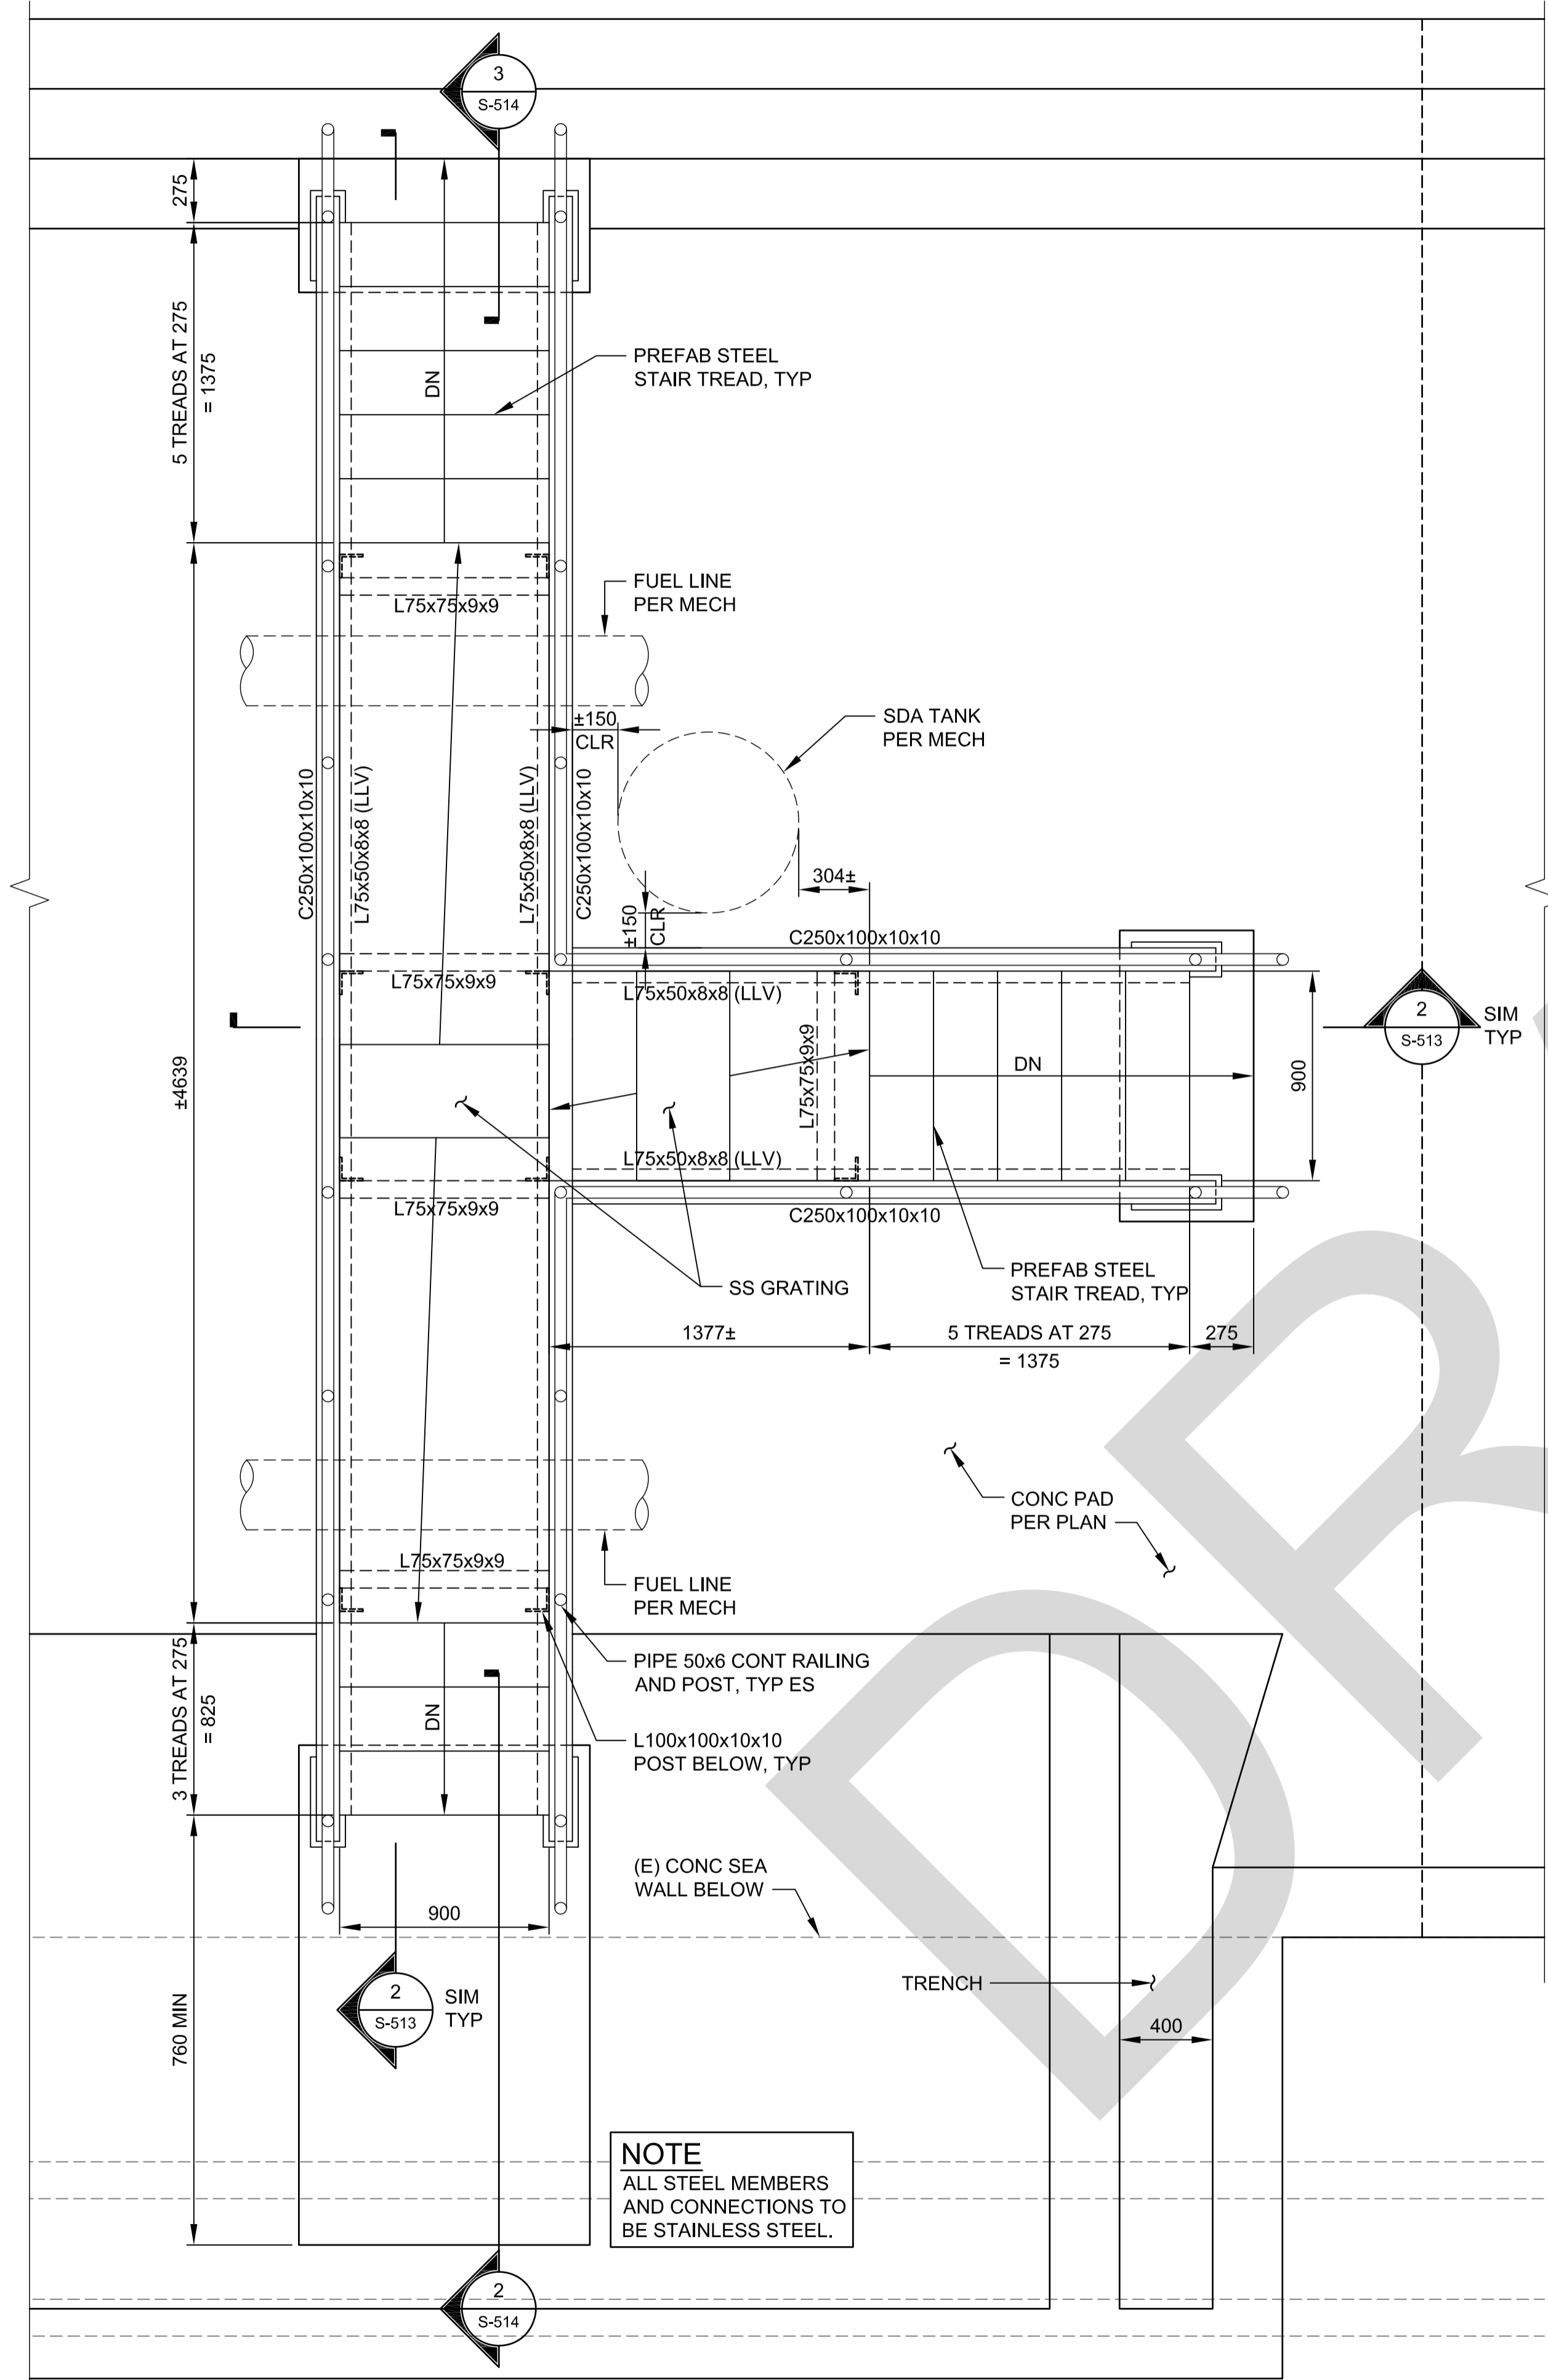 3
S-514
275
5 TREADS AT 275
= 1375
DN
PREFAB STEEL
STAIR TREAD, TYP
FUEL LINE
PER MECH
L75x75x9x9
±150
CLR
SDA TANK
PER MECH
C250x100x10x10
L75x50x8x8 (LLV)
L75x50x8x8 (LLV)
C250x100x10x10
304±
±150
CLR
C250x100x10x10
L75x75x9x9
L75x50x8x8 (LLV)
2
S-513
SIM
TYP
±4639
L75x75x9x9
DN
900
L75x50x8x8 (LLV)
L75x75x9x9
C250x100x10x10
SS GRATING
PREFAB STEEL
STAIR TREAD, TYP
1377±
5 TREADS AT 275
= 1375
275
CONC PAD
PER PLAN
L75x75x9x9
FUEL LINE
PER MECH
3 TREADS AT 275
= 825
DN
PIPE 50x6 CONT RAILING
AND POST, TYP ES
L100x100x10x10
POST BELOW, TYP
(E) CONC SEA
WALL BELOW
900
TRENCH
2
S-513
SIM
TYP
760 MIN
400
NOTE
ALL STEEL MEMBERS
AND CONNECTIONS TO
BE STAINLESS STEEL.
2
S-514
DR